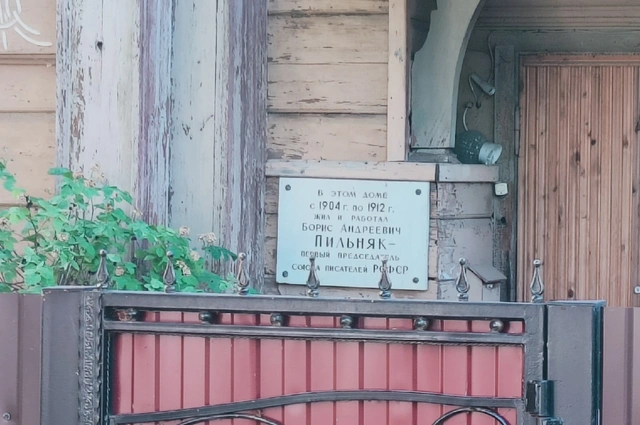 В ЭТОМ ДОМЕ
С 1904 Г. ПО 1912 Г.
ЖИЛ И РАБОТАЛ
БОРИС АНДРЕЕВИЧ
ПИЛЬНЯК –
ПЕРВЫЙ ПРЕДСЕДАТЕЛЬ
СОЮЗА ПИСАТЕЛЕЙ РСФСР